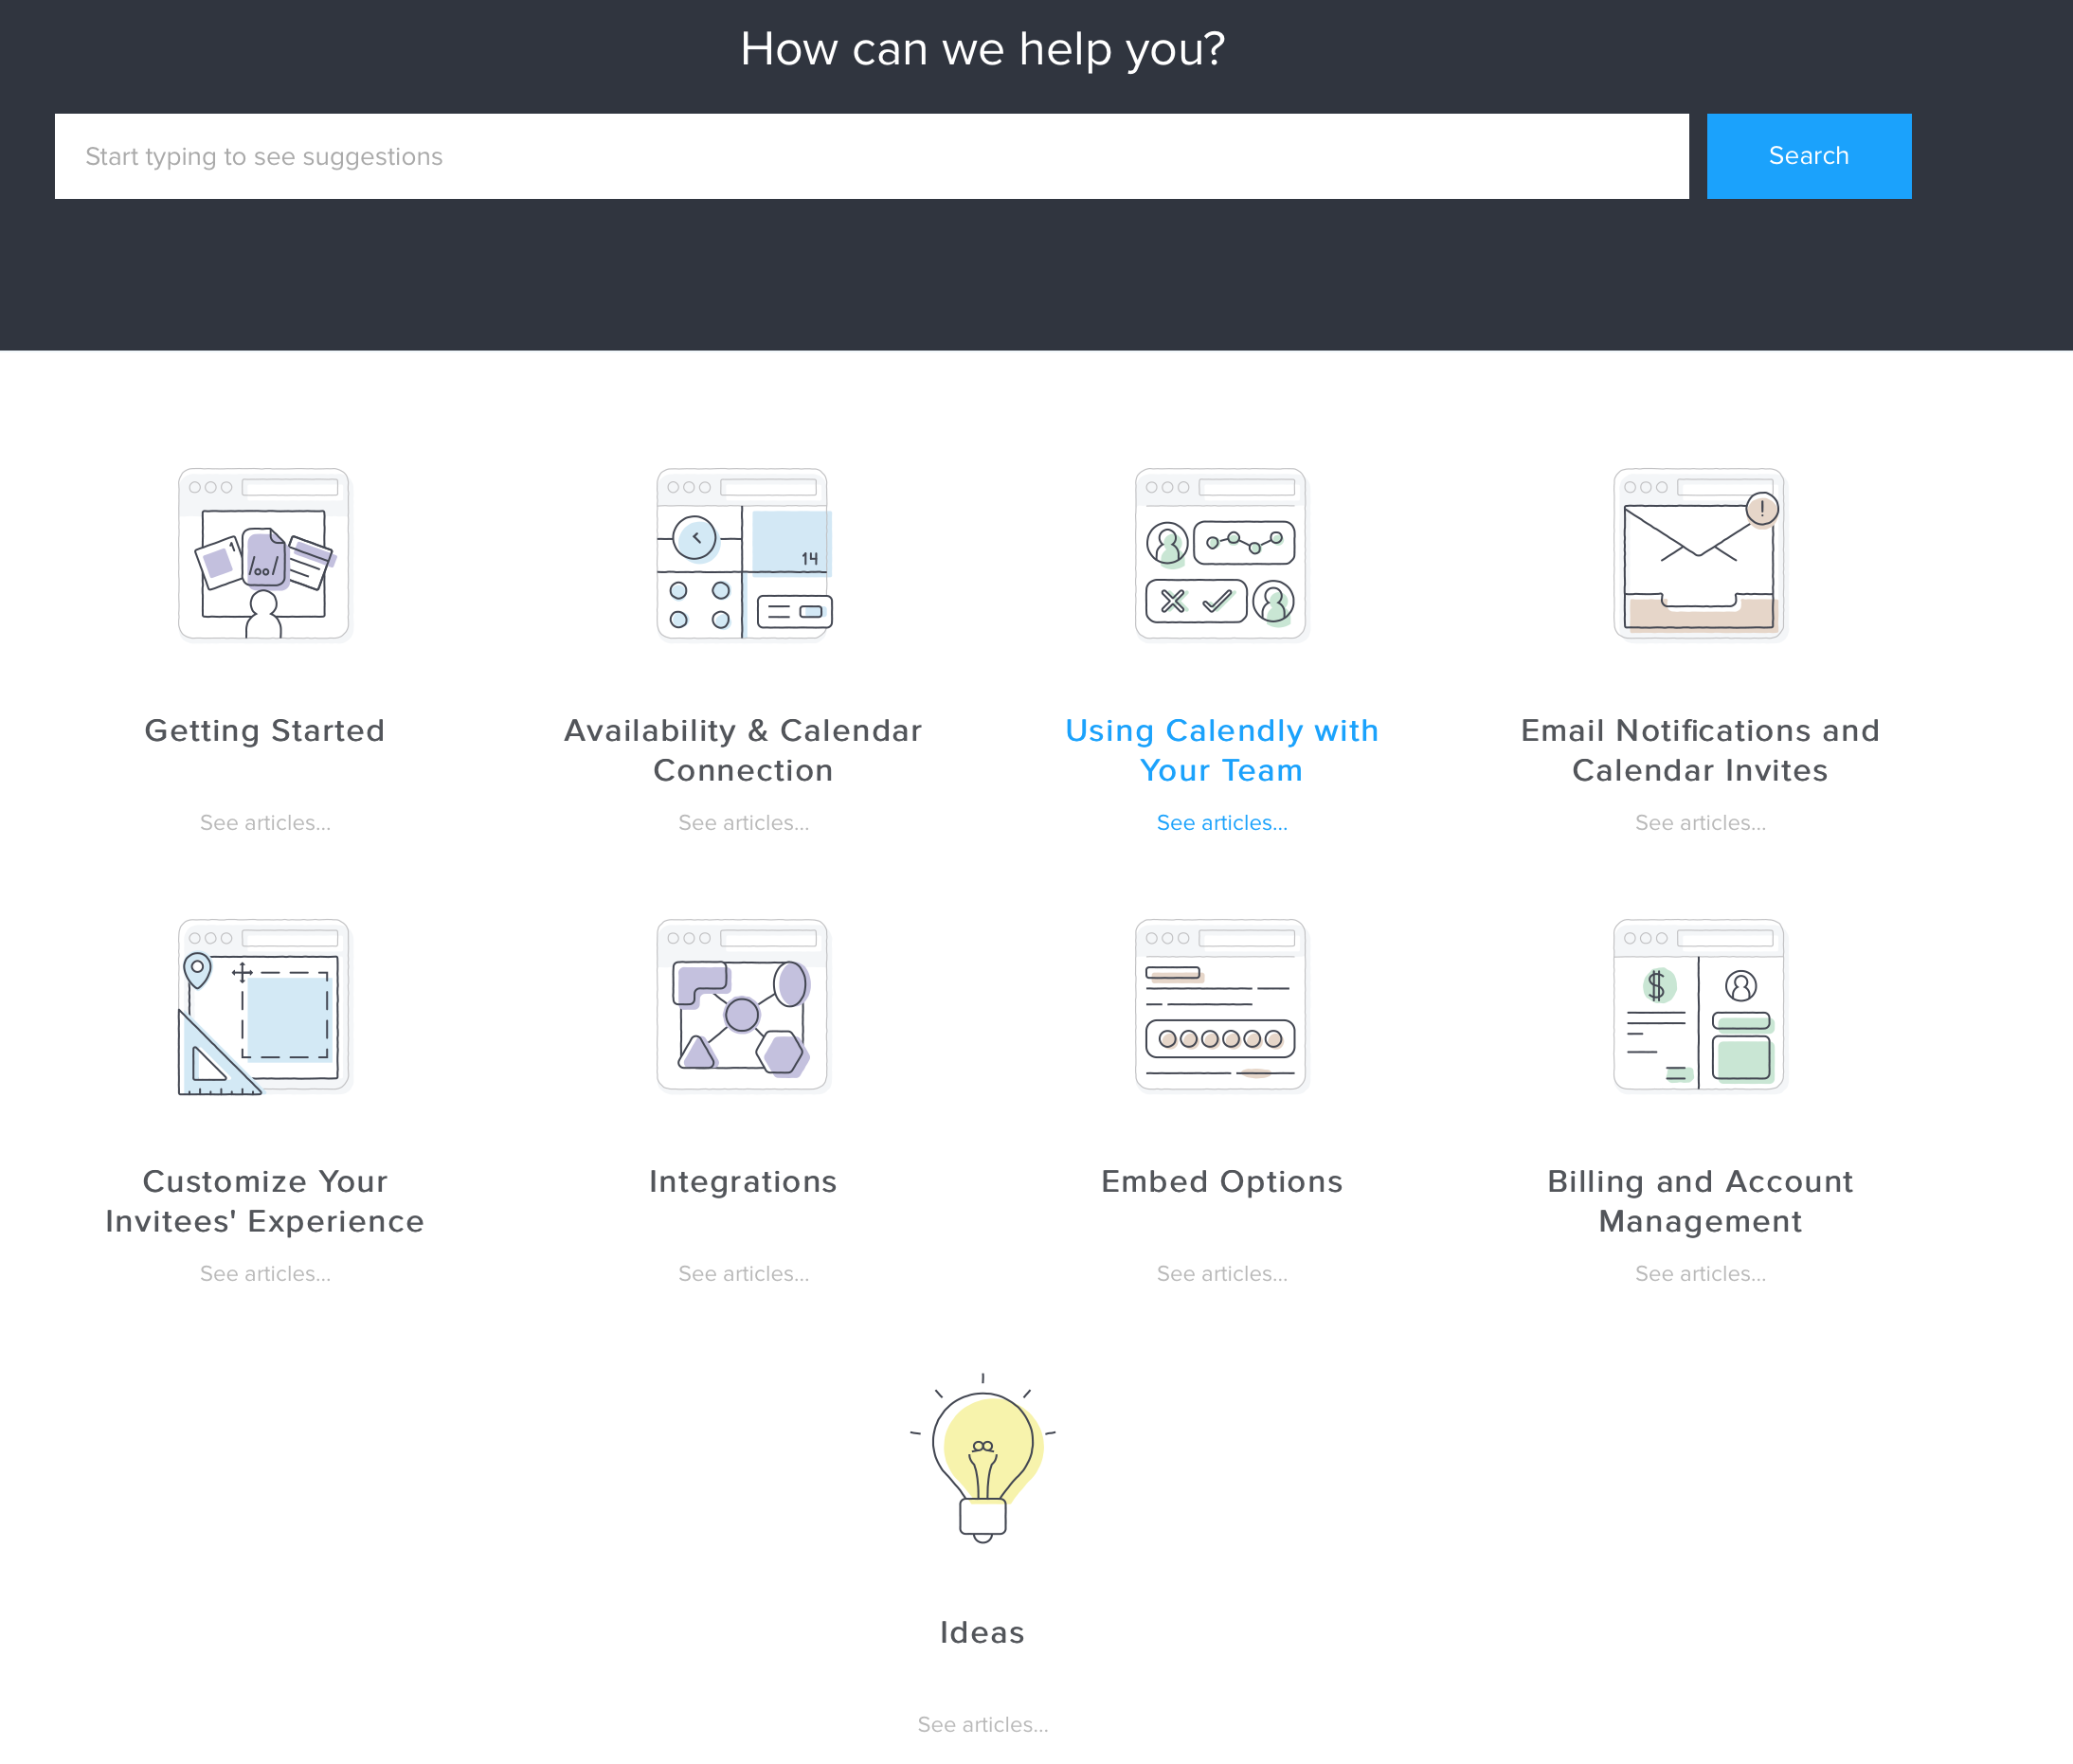 How can we help you?
Start typing to see suggestions
Search
14
Getting Started
See articles...
Availability & Calendar
Connection
See articles...
Using Calendly with
Your Team
See articles...
Email Notifications and
Calendar Invites
See articles...
Customize Your
Invitees' Experience
See articles...
Integrations
See articles...
Embed Options
See articles...
$
Billing and Account
Management
See articles...
Ideas
See articles...